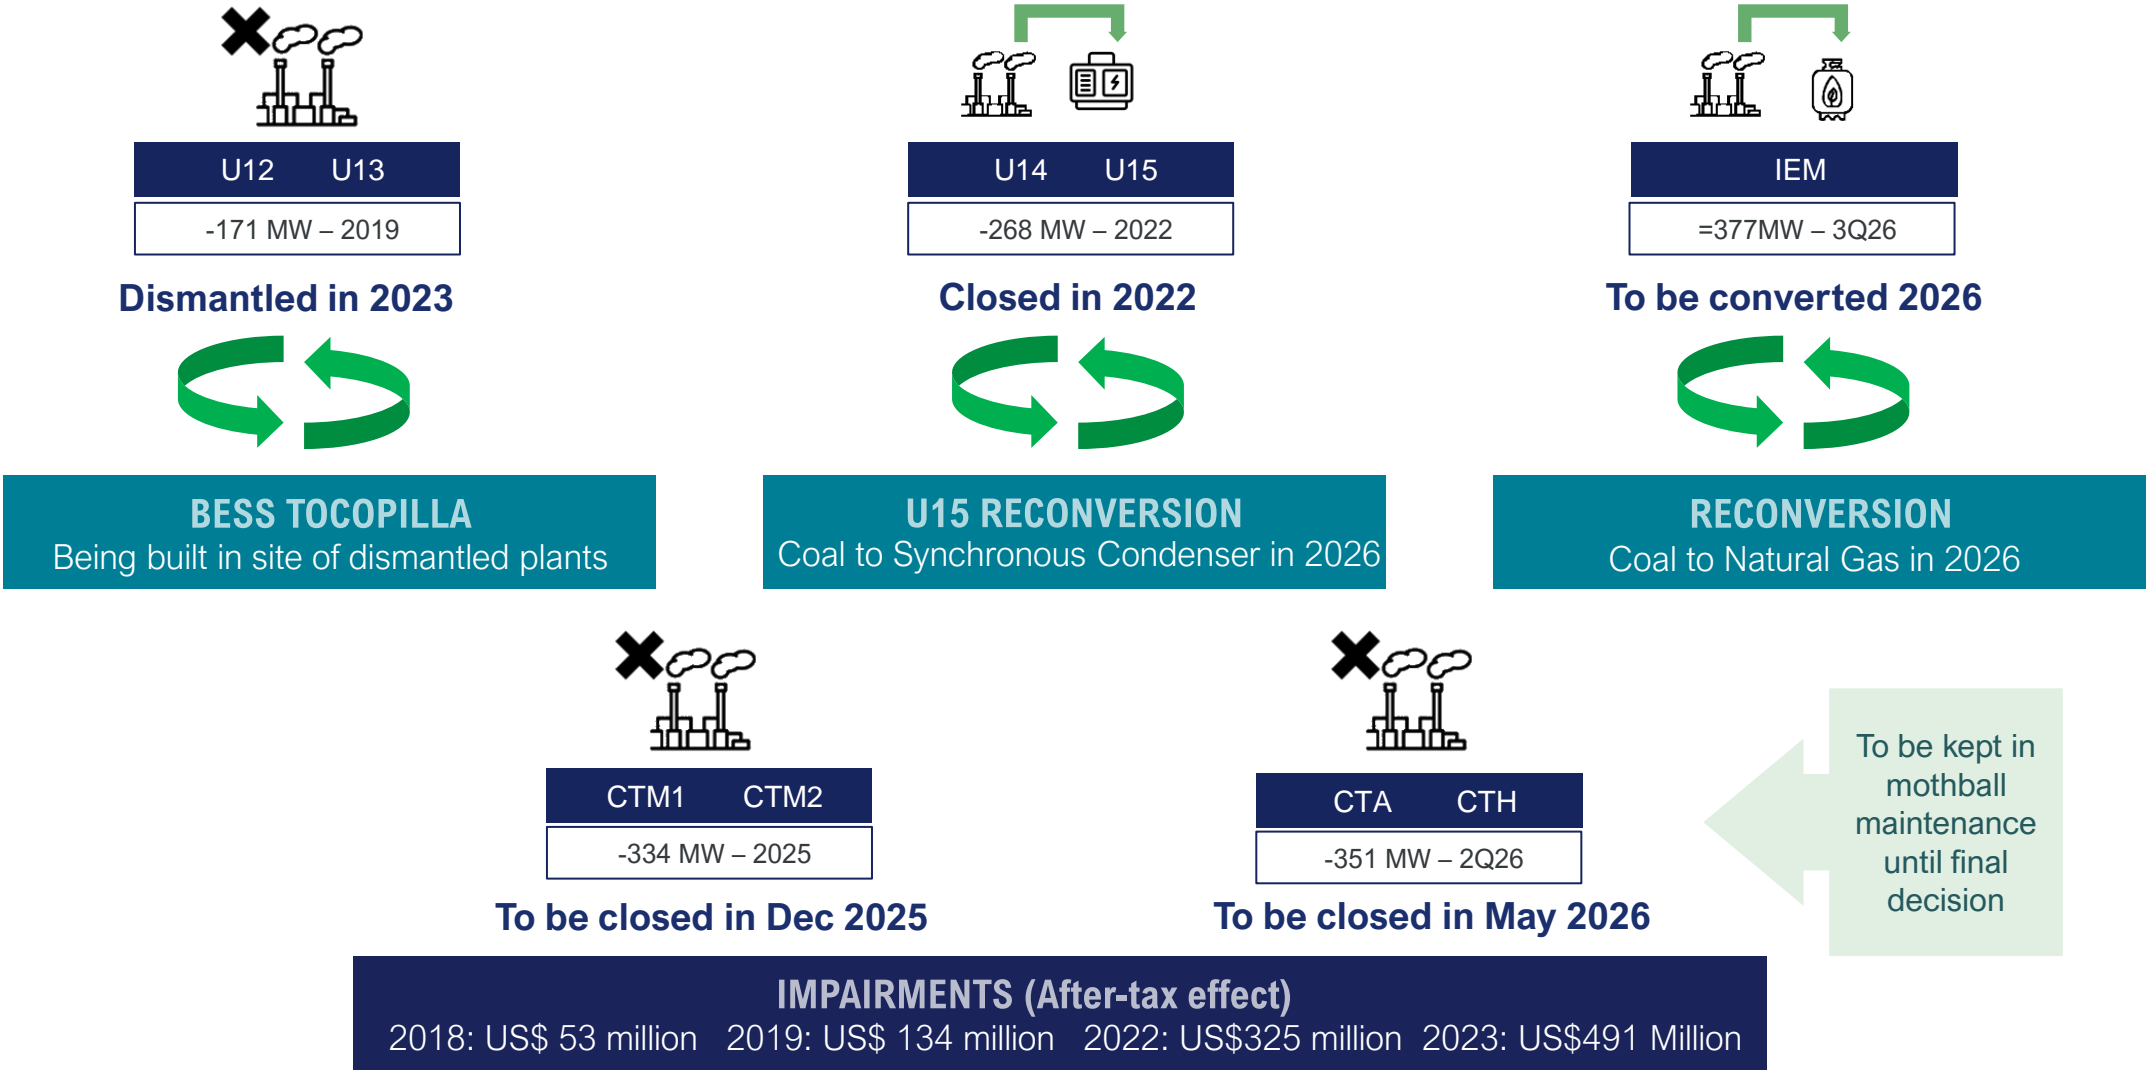 U12 U13
-171 MW – 2019
Dismantled in 2023
BESS TOCOPILLA
Being built in site of dismantled plants
U14 U15
-268 MW – 2022
Closed in 2022
U15 RECONVERSION
Coal to Synchronous Condenser in 2026
IEM
=377MW – 3Q26
To be converted 2026
RECONVERSION
Coal to Natural Gas in 2026
CTM1 CTM2
-334 MW – 2025
To be closed in Dec 2025
CTA CTH
-351 MW – 2Q26
To be closed in May 2026
To be kept in
mothball
maintenance
until final
decision
IMPAIRMENTS (After-tax effect)
2018: US$ 53 million 2019: US$ 134 million 2022: US$325 million 2023: US$491 Million